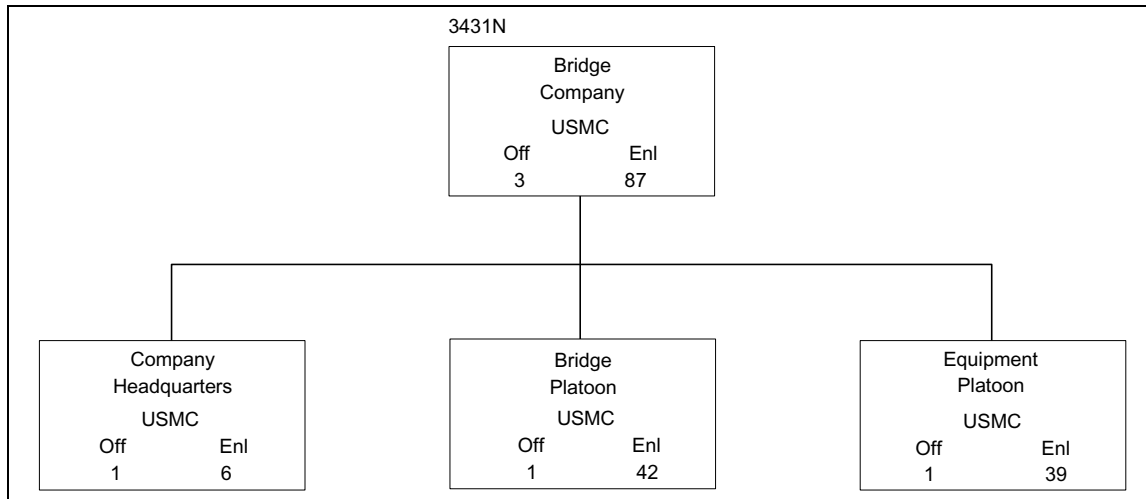 3431N
Bridge
Company
USMC
Off Enl
3 87
Company
Headquarters
USMC
Off Enl
1 6
Bridge
Platoon
USMC
Off Enl
1 42
Equipment
Platoon
USMC
Off Enl
1 39